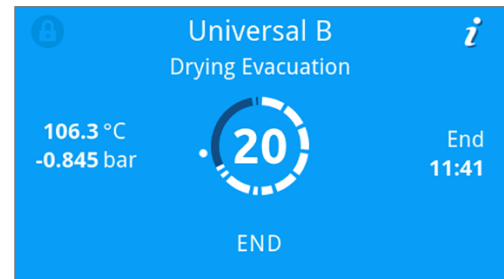 Universal B
i
Drying Evacuation
106.3 °C
-0.845 bar
20
End
11:41
END